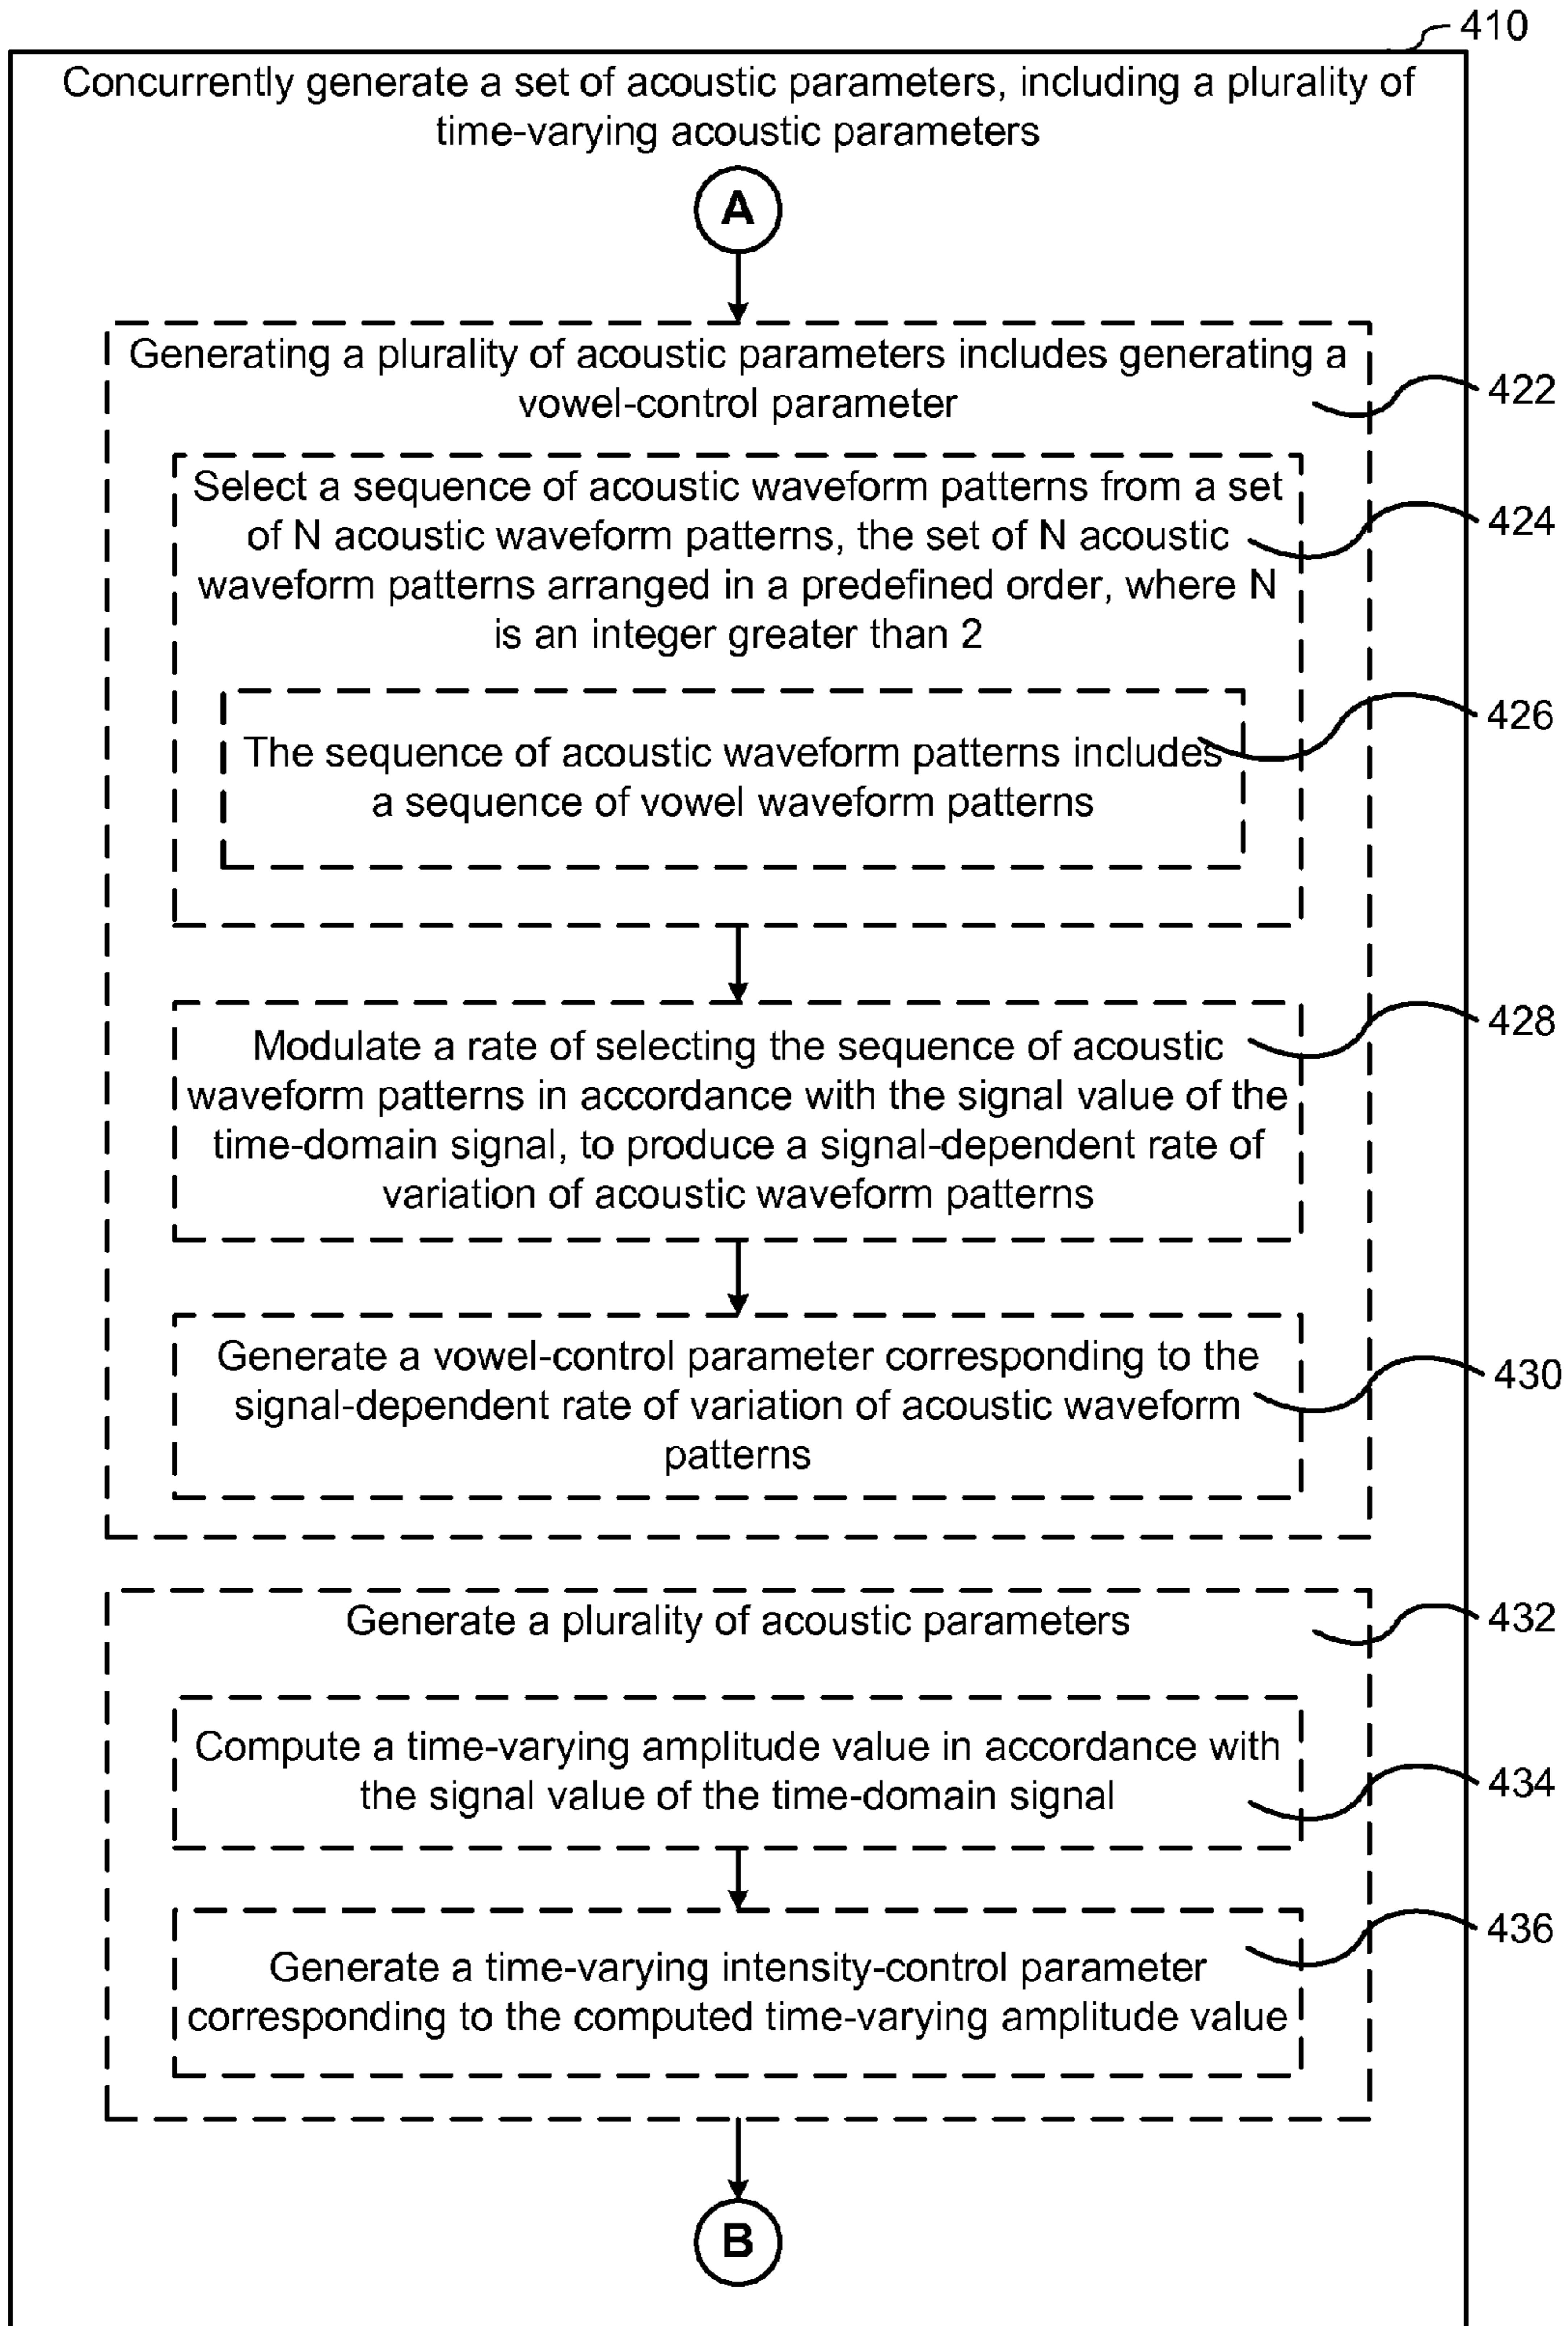 410
Concurrently generate a set of acoustic parameters, including a plurality of
time-varying acoustic parameters
A
Generating a plurality of acoustic parameters includes generating a
vowel-control parameter
422
Select a sequence of acoustic waveform patterns from a set
of N acoustic waveform patterns, the set of N acoustic
waveform patterns arranged in a predefined order, where N
is an integer greater than 2
424
The sequence of acoustic waveform patterns includes
a sequence of vowel waveform patterns
426
Modulate a rate of selecting the sequence of acoustic
waveform patterns in accordance with the signal value of the
time-domain signal, to produce a signal-dependent rate of
variation of acoustic waveform patterns
428
Generate a vowel-control parameter corresponding to the
signal-dependent rate of variation of acoustic waveform
patterns
430
Generate a plurality of acoustic parameters
432
Compute a time-varying amplitude value in accordance with
the signal value of the time-domain signal
434
Generate a time-varying intensity-control parameter
corresponding to the computed time-varying amplitude value
436
B